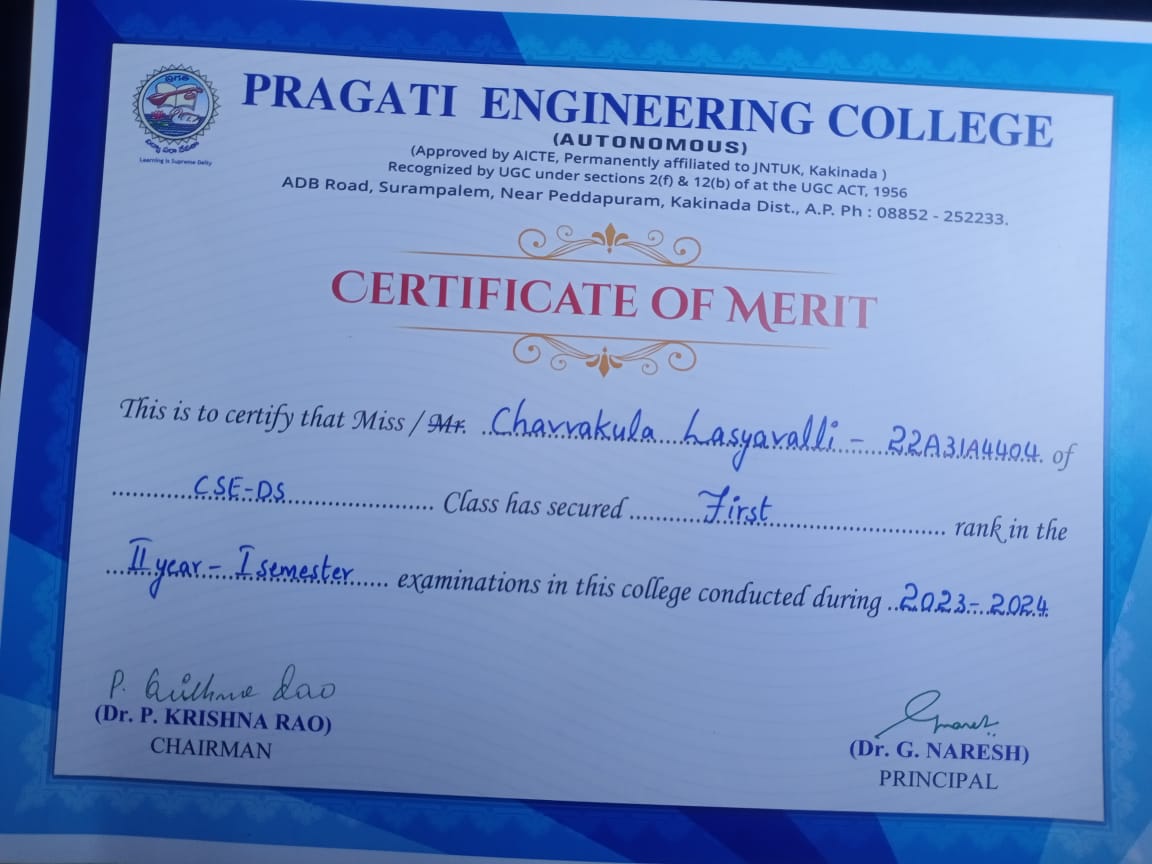 ప్రగతి
Learning is Supreme Deity
PRAGATI ENGINEERING COLLEGE
(AUTONOMOUS)
(Approved by AICTE, Permanently affiliated to JNTUK, Kakinada )
Recognized by UGC under sections 2(f) & 12(b) of at the UGC ACT, 1956
ADB Road, Surampalem, Near Peddapuram, Kakinada Dist., A.P. Ph : 08852 - 252233.
CERTIFICATE OF MERIT
This is to certify that Miss / Mr. Chavvakula Lasyavalli - 22A31A4404 of
CSE-DS Class has secured First rank in the
II year - I semester examinations in this college conducted during 2023-2024
P. Krishna Rao
(Dr. P. KRISHNA RAO)
CHAIRMAN
(Dr. G. NARESH)
PRINCIPAL